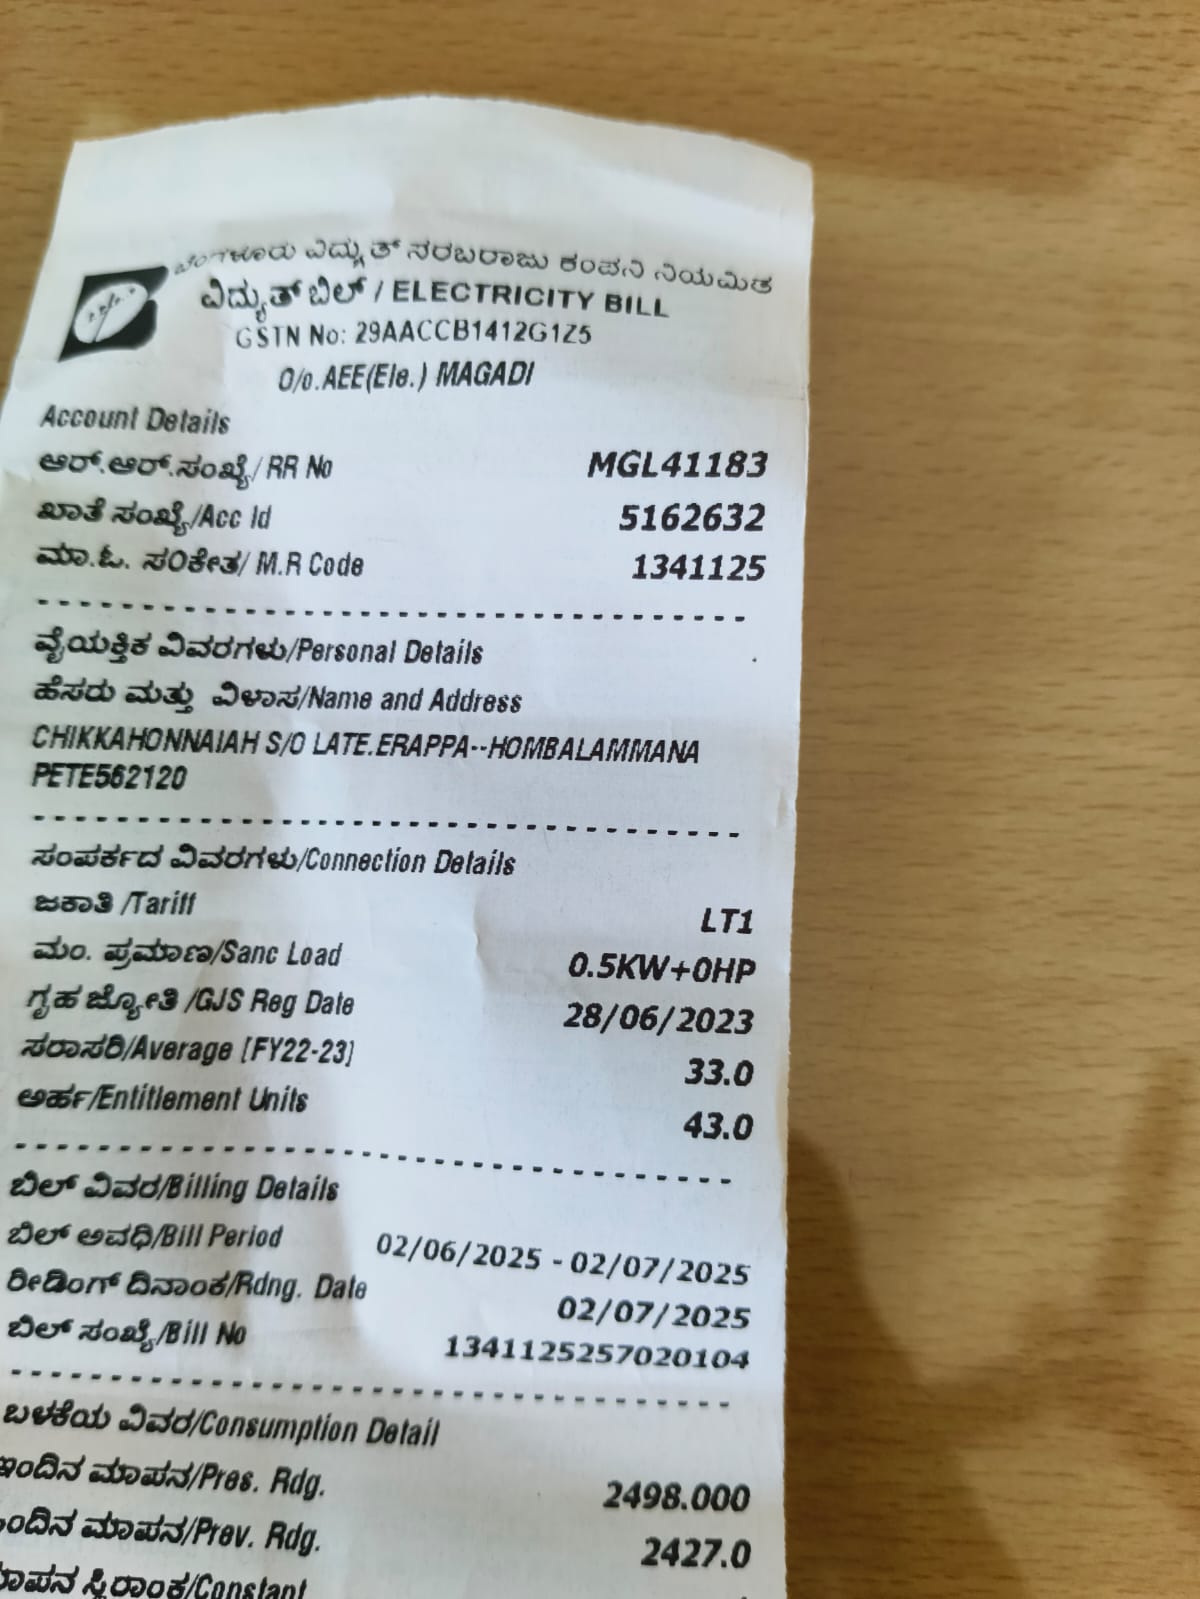 ಬೆಂಗಳೂರು ವಿದ್ಯುತ್ ಸರಬರಾಜು ಕಂಪನಿ ನಿಯಮಿತ
ವಿದ್ಯುತ್ ಬಿಲ್ / ELECTRICITY BILL
GSTN No: 29AACCB1412G1Z5
O/o.AEE(Ele.) MAGADI
Account Details
ಆರ್.ಆರ್.ಸಂಖ್ಯೆ/ RR No MGL41183
ಖಾತೆ ಸಂಖ್ಯೆ/Acc Id 5162632
ಮಾ.ಓ. ಸಂಕೇತ/ M.R Code 1341125
ವೈಯಕ್ತಿಕ ವಿವರಗಳು/Personal Details
ಹೆಸರು ಮತ್ತು ವಿಳಾಸ/Name and Address
CHIKKAHONNAIAH S/O LATE.ERAPPA--HOMBALAMMANA
PETE562120
ಸಂಪರ್ಕದ ವಿವರಗಳು/Connection Details
ಜಕಾತಿ /Tariff LT1
ಮಂ. ಪ್ರಮಾಣ/Sanc Load 0.5KW+0HP
ಗೃಹ ಜ್ಯೋತಿ /GJS Reg Date 28/06/2023
ಸರಾಸರಿ/Average [FY22-23] 33.0
ಅರ್ಹ/Entitlement Units 43.0
ಬಿಲ್ ವಿವರ/Billing Details
ಬಿಲ್ ಅವಧಿ/Bill Period 02/06/2025 - 02/07/2025
ರೀಡಿಂಗ್ ದಿನಾಂಕ/Rdng. Date 02/07/2025
ಬಿಲ್ ಸಂಖ್ಯೆ/Bill No 1341125257020104
ಬಳಕೆಯ ವಿವರ/Consumption Detail
ಇಂದಿನ ಮಾಪನ/Pres. Rdg. 2498.000
ಮಾಪನ/Prev. Rdg. 2427.0
ಸ್ಥಿರಾಂಕ/Constant